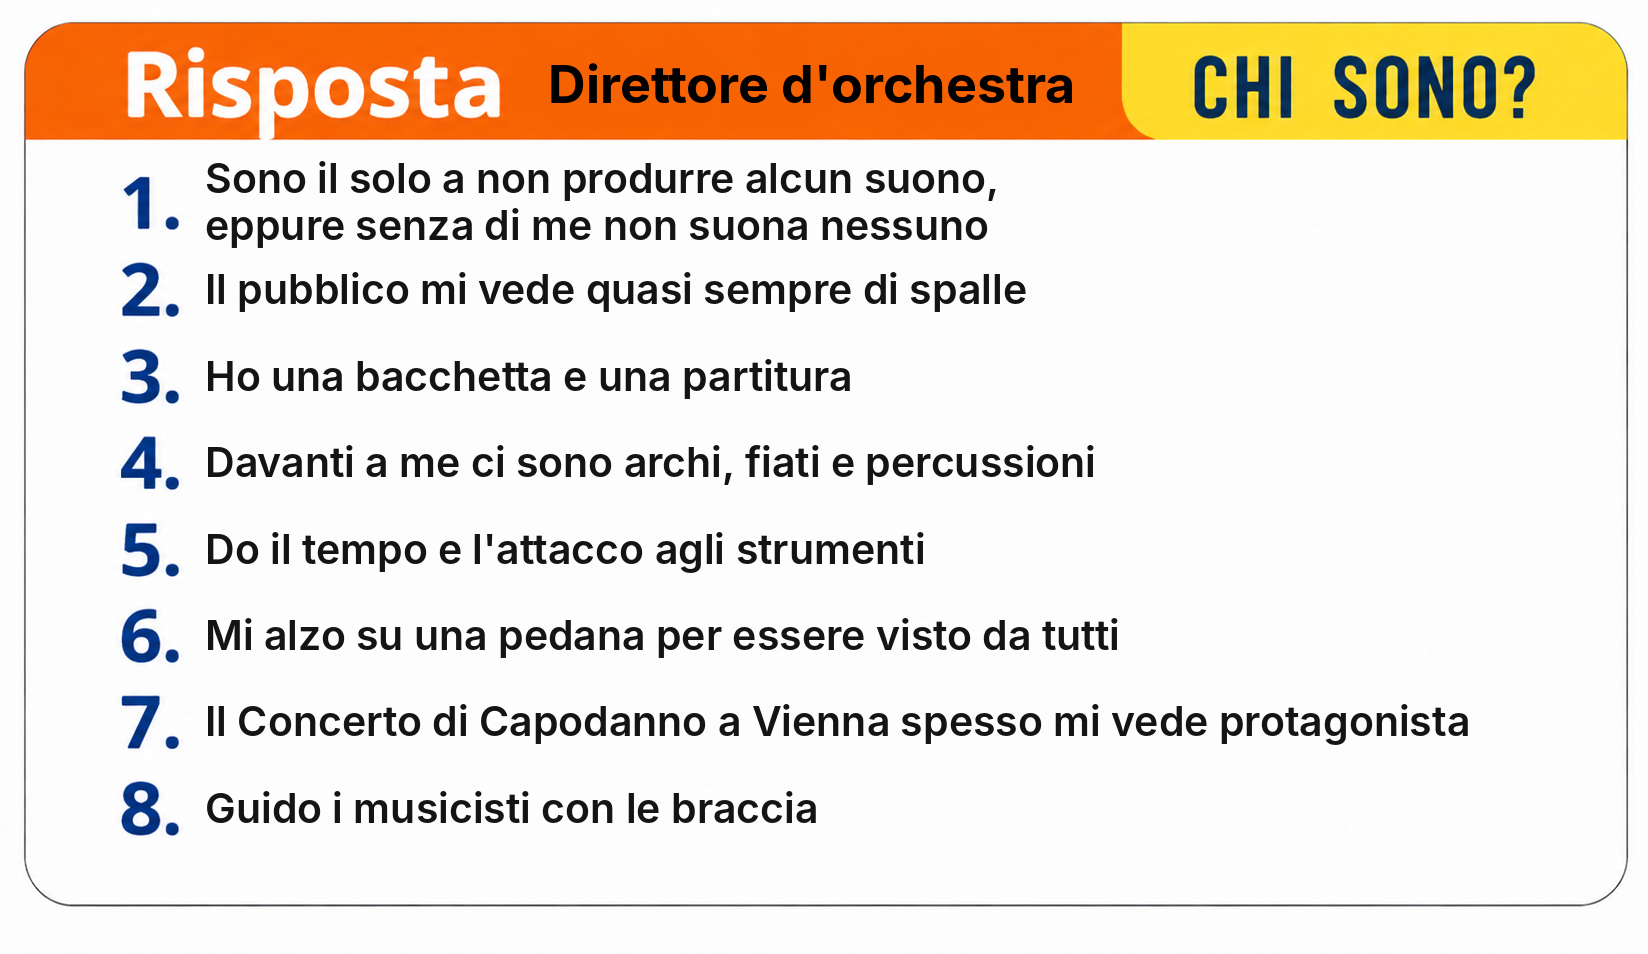 Risposta Direttore d'orchestra CHI SONO?
1. Sono il solo a non produrre alcun suono,
eppure senza di me non suona nessuno
2. Il pubblico mi vede quasi sempre di spalle
3. Ho una bacchetta e una partitura
4. Davanti a me ci sono archi, fiati e percussioni
5. Do il tempo e l'attacco agli strumenti
6. Mi alzo su una pedana per essere visto da tutti
7. Il Concerto di Capodanno a Vienna spesso mi vede protagonista
8. Guido i musicisti con le braccia